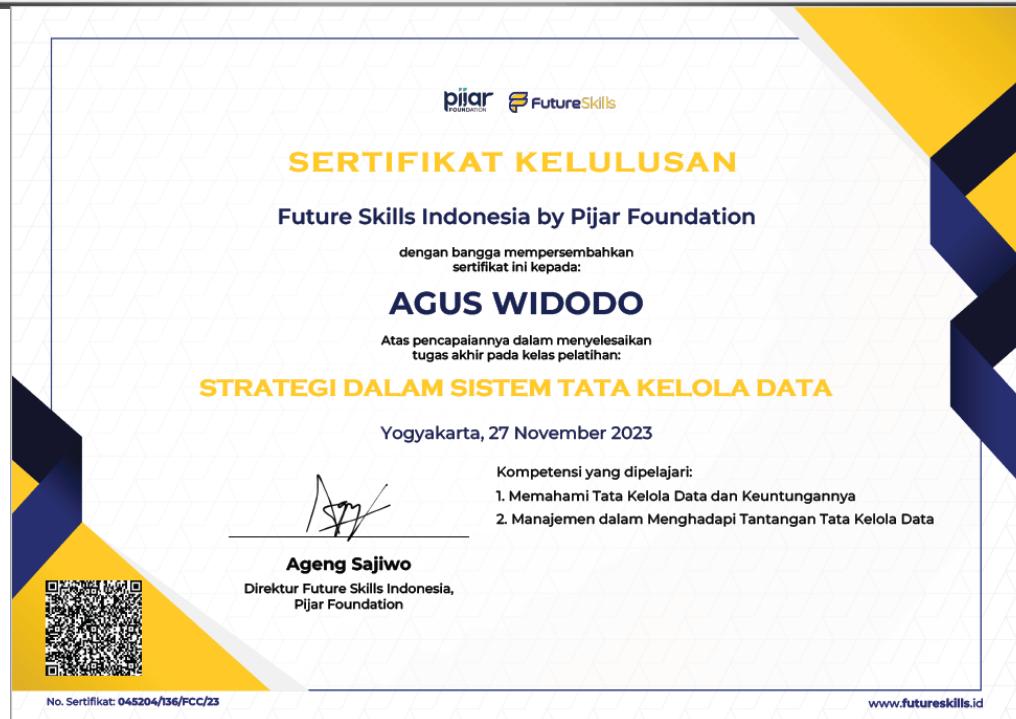 pijar
FOUNDATION
FutureSkills
SERTIFIKAT KELULUSAN
Future Skills Indonesia by Pijar Foundation
dengan bangga mempersembahkan
sertifikat ini kepada:
AGUS WIDODO
Atas pencapaiannya dalam menyelesaikan
tugas akhir pada kelas pelatihan:
STRATEGI DALAM SISTEM TATA KELOLA DATA
Yogyakarta, 27 November 2023
Kompetensi yang dipelajari:
1. Memahami Tata Kelola Data dan Keuntungannya
2. Manajemen dalam Menghadapi Tantangan Tata Kelola Data
Ageng Sajiwo
Direktur Future Skills Indonesia,
Pijar Foundation
No. Sertifikat: 045204/136/FCC/23
www.futureskills.id